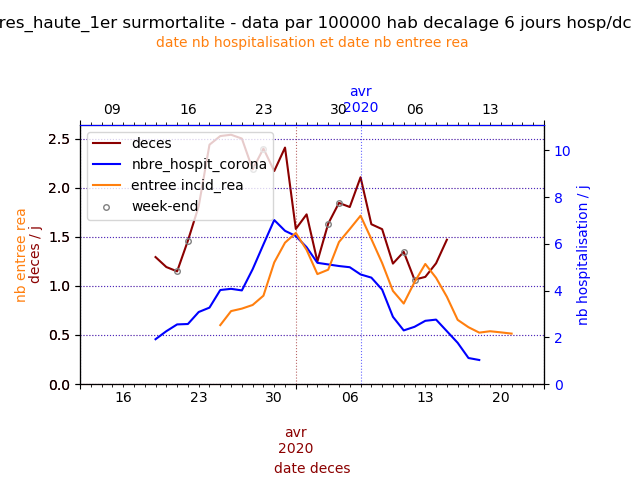 res_haute_1er surmortalite - data par 100000 hab decalage 6 jours hosp/dc
date nb hospitalisation et date nb entree rea
avr
2020
09 16 23 30 06 13
deces
nbre_hospit_corona
entree incid_rea
week-end
2.5
2.0
1.5
1.0
0.5
0.0
nb entree rea
deces / j
10
8
6
4
2
0
nb hospitalisation / j
16 23 30 06 13 20
avr
2020
date deces